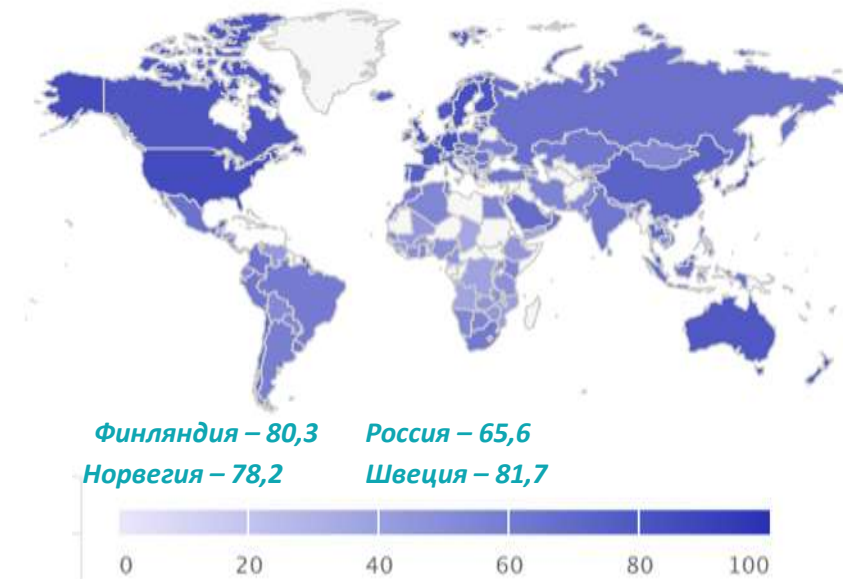 Финляндия – 80,3 Россия – 65,6
Норвегия – 78,2 Швеция – 81,7
0 20 40 60 80 100